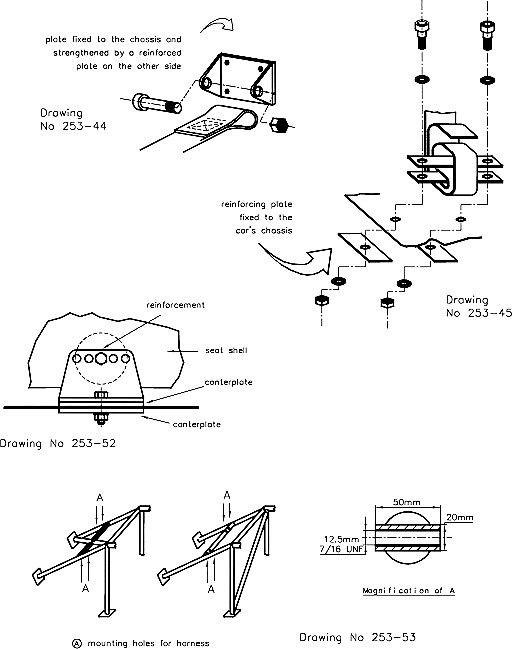 plate fixed to the chassis and
strengthened by a reinforced
plate on the other side
Drawing
No 253-44
reinforcing plate
fixed to the
car's chassis
Drawing
No 253-45
reinforcement
seat shell
conterplate
conterplate
Drawing No 253-52
A
A
A
A
50mm
20mm
12.5mm
7/16 UNF
Magnification of A
A mounting holes for harness
Drawing No 253-53